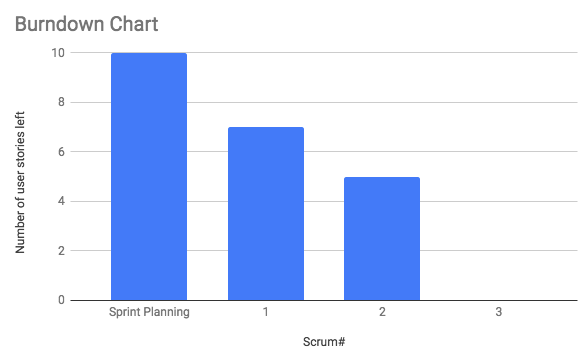 Burndown Chart
Number of user stories left
10
8
6
4
2
0
Sprint Planning
1
2
3
Scrum#